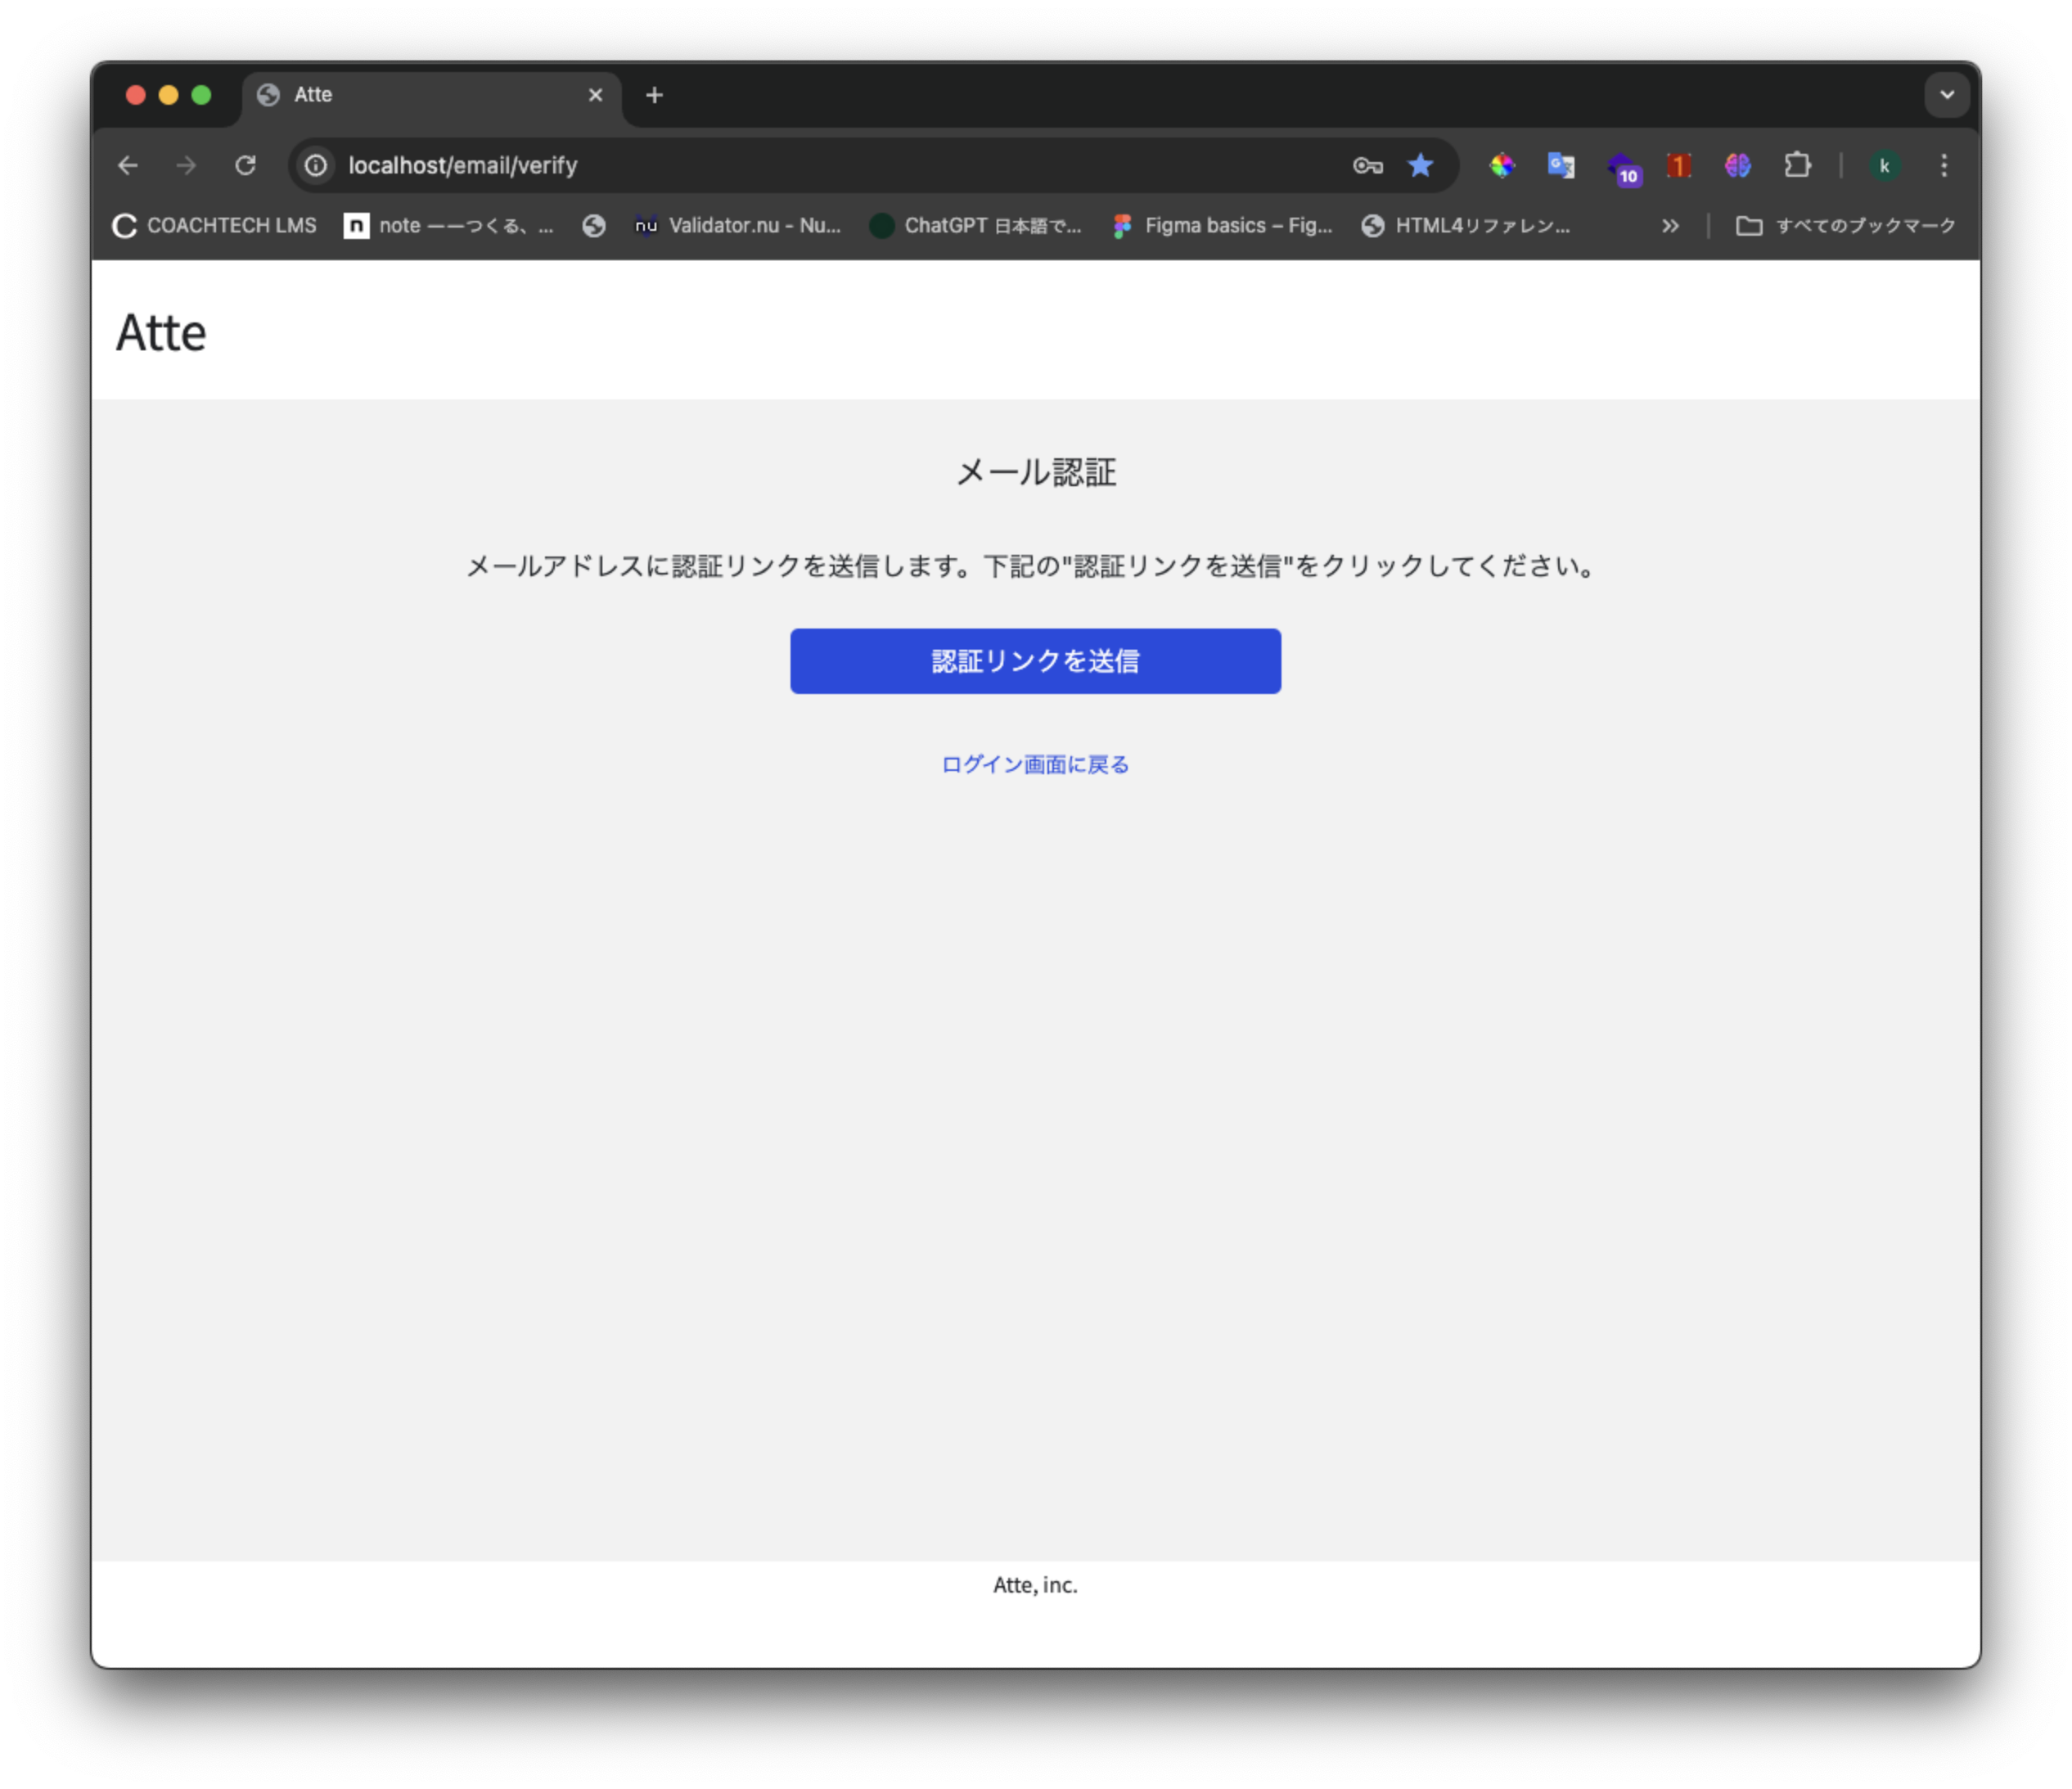 Atte
localhost/email/verify
10
1
k
COACHTECH LMS
n note ーーつくる、...
nu Validator.nu - Nu...
ChatGPT 日本語で...
Figma basics – Fig...
HTML4リファレン...
すべてのブックマーク
Atte
メール認証
メールアドレスに認証リンクを送信します。下記の"認証リンクを送信"をクリックしてください。
認証リンクを送信
ログイン画面に戻る
Atte, inc.